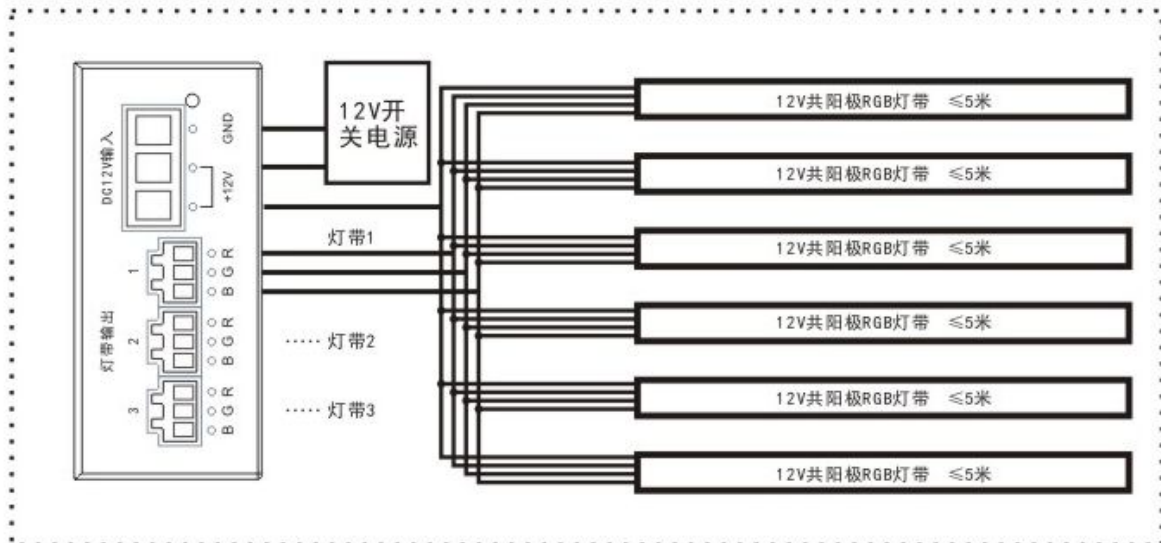 DC12V输入
GND
+12V
12V开
关电源
灯带输出
1
R
G
B
2
R
G
B
3
R
G
B
灯带1
····· 灯带2
····· 灯带3
12V共阳极RGB灯带 ≤5米
12V共阳极RGB灯带 ≤5米
12V共阳极RGB灯带 ≤5米
12V共阳极RGB灯带 ≤5米
12V共阳极RGB灯带 ≤5米
12V共阳极RGB灯带 ≤5米